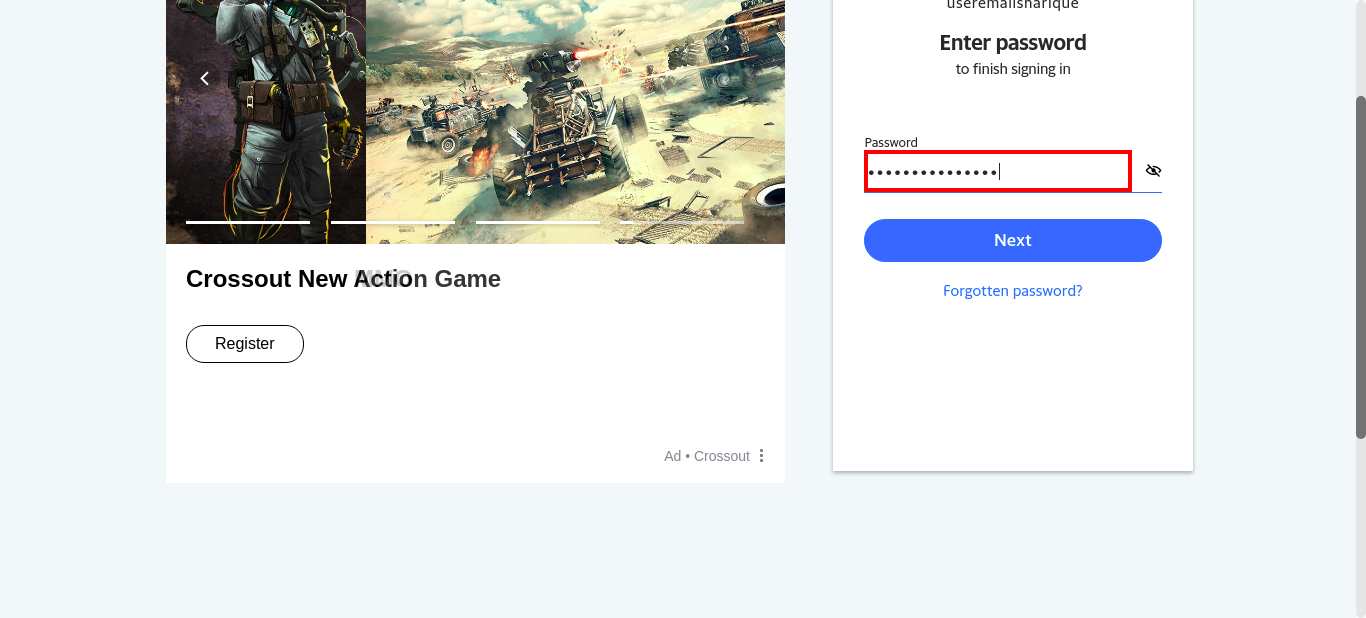 useremailsharique
Enter password
to finish signing in
Password
•••••••••••••••
Next
Forgotten password?
Crossout New Action Game
Register
Ad • Crossout